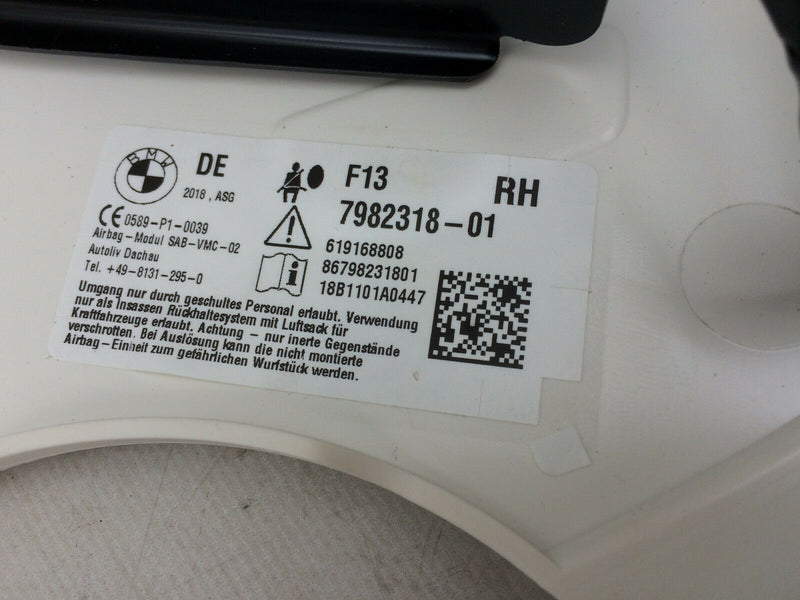 BMW
DE
2018, ASG
CE 0589-P1-0039
Airbag-Modul SAB-VMC-02
Autoliv Dachau
Tel. +49-8131-295-0
F13
RH
7982318-01
619168808
86798231801
18B1101A0447
Umgang nur durch geschultes Personal erlaubt. Verwendung
nur als Insassen Rückhaltesystem mit Luftsack für
Kraftfahrzeuge erlaubt. Achtung - nur inerte Gegenstände
verschrotten. Bei Auslösung kann die nicht montierte
Airbag-Einheit zum gefährlichen Wurfstück werden.